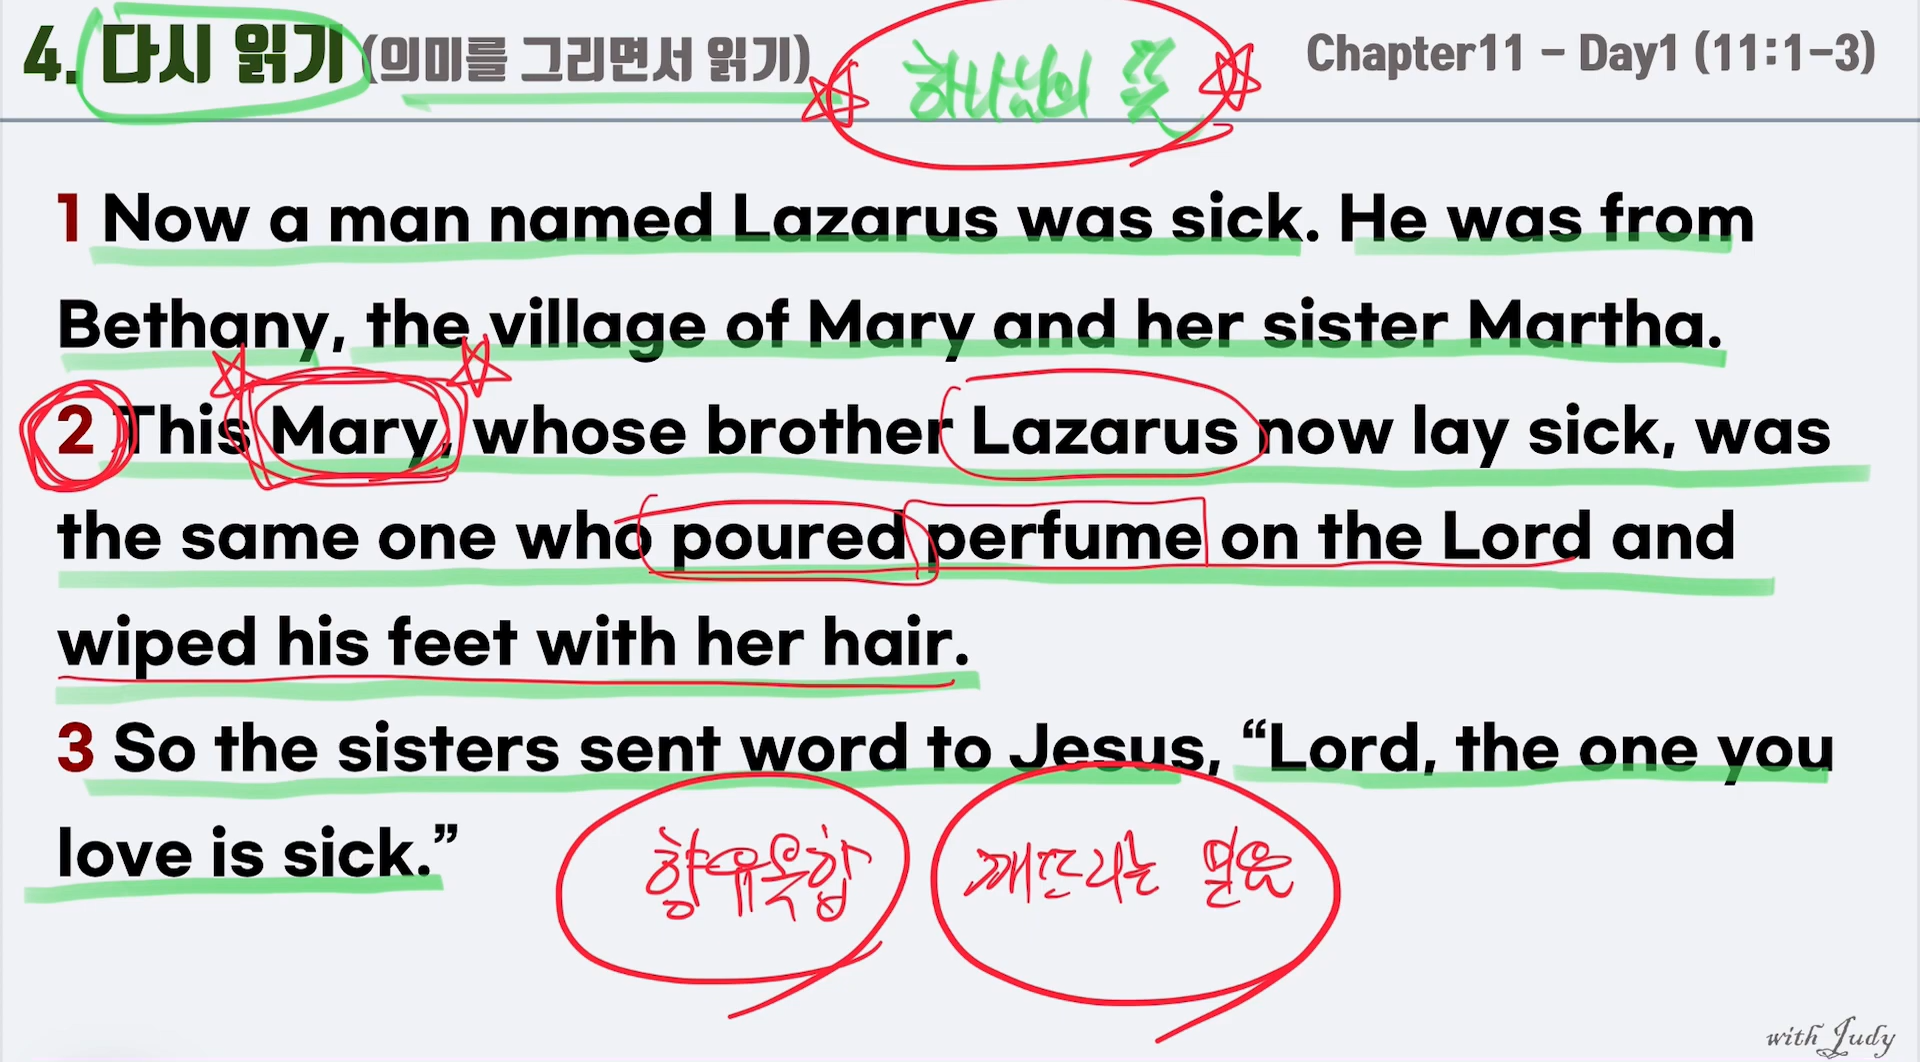 4. 다시 읽기 (의미를 그리면서 읽기) 하나님의 뜻 Chapter11 - Day1 (11:1-3)
1 Now a man named Lazarus was sick. He was from
Bethany, the village of Mary and her sister Martha.
2 This Mary, whose brother Lazarus now lay sick, was
the same one who poured perfume on the Lord and
wiped his feet with her hair.
3 So the sisters sent word to Jesus, “Lord, the one you
love is sick.”
향유옥합 깨뜨리는 믿음
with Judy